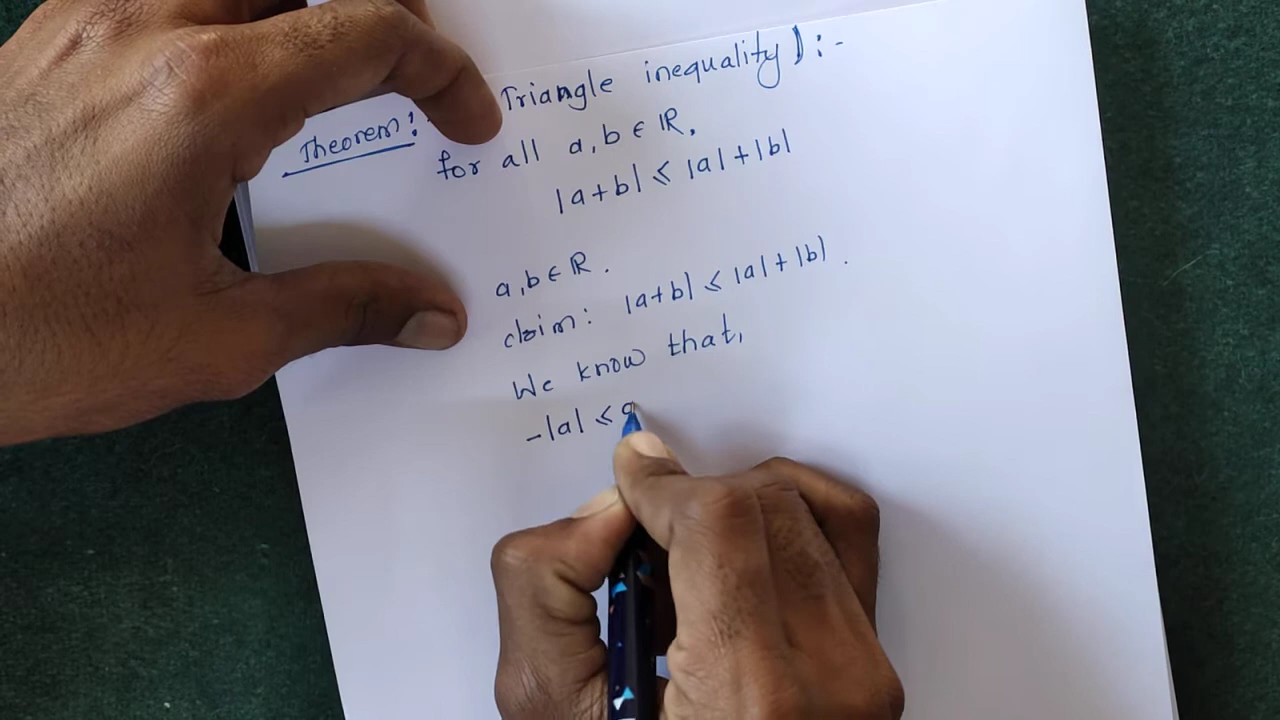 Theorem: Triangle inequality):-
for all a, b ∈ ℝ,
|a+b| ≤ |a|+|b|
a, b ∈ ℝ.
claim: |a+b| ≤ |a|+|b|.
We know that,
-|a| ≤ a